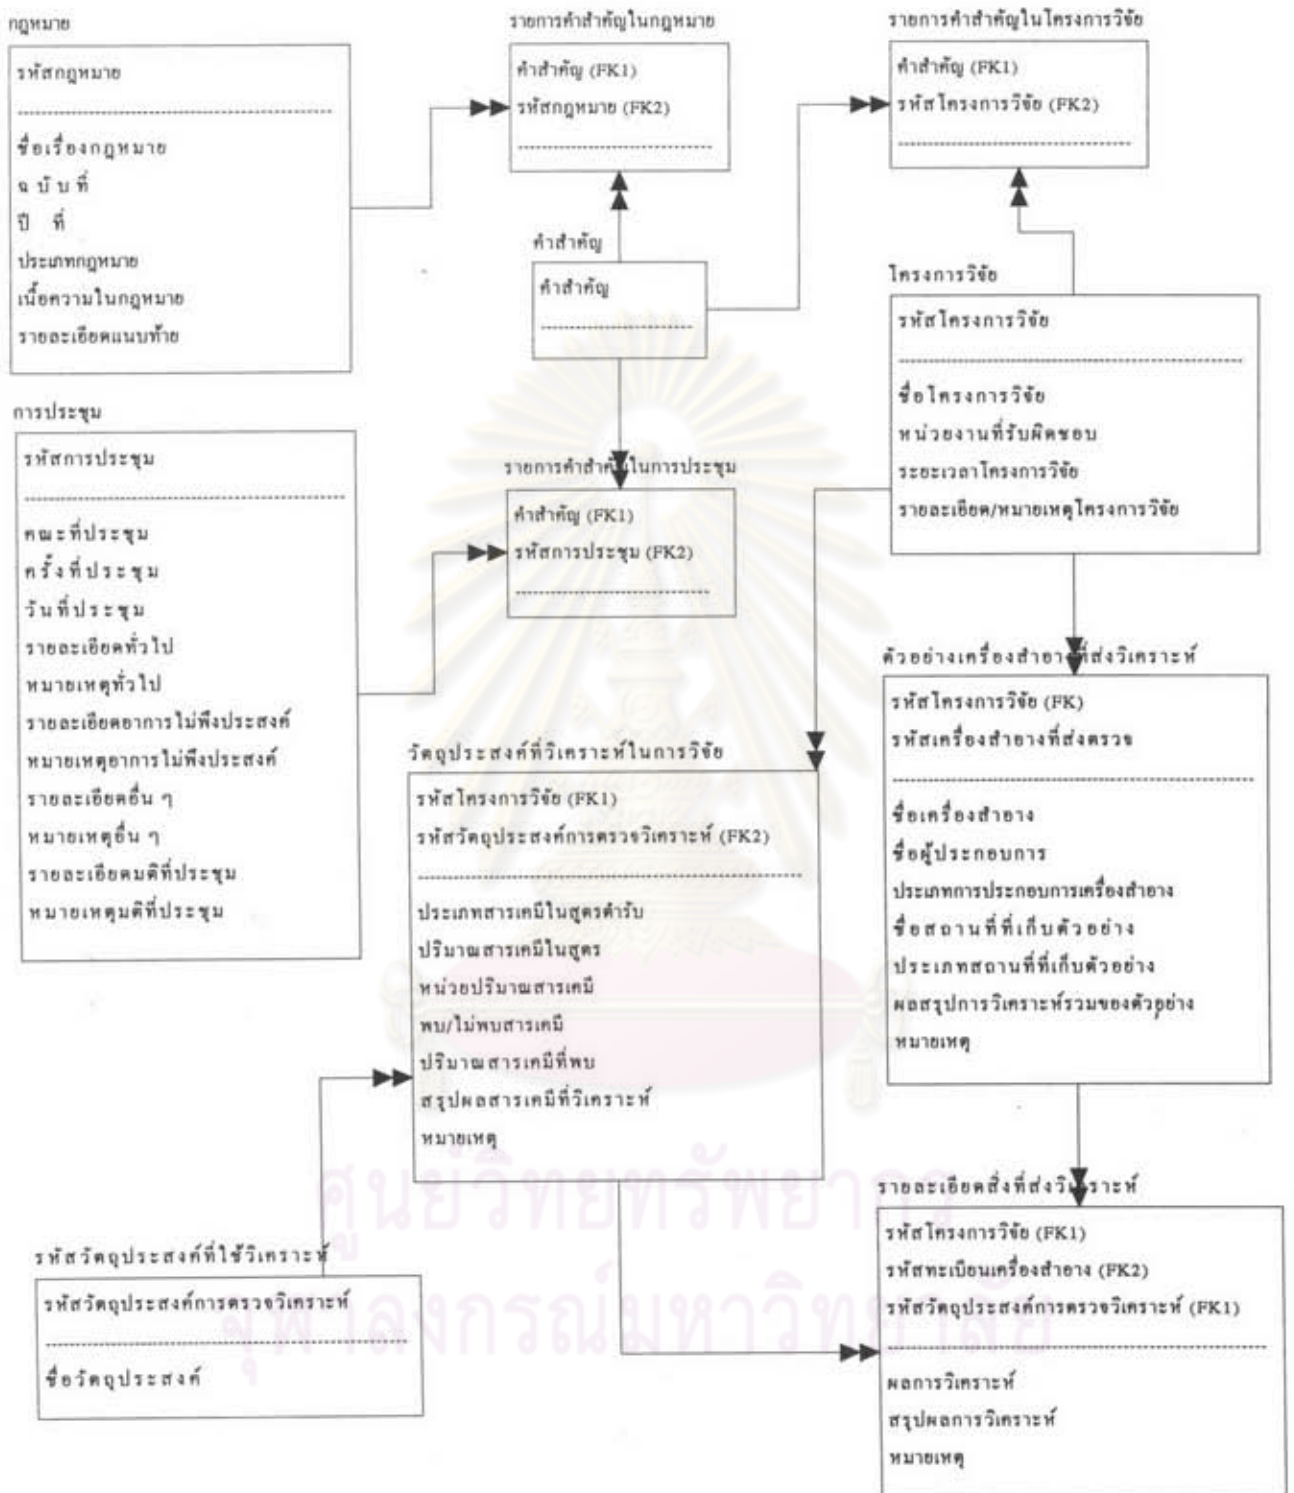 กฎหมาย
รหัสกฎหมาย
ชื่อเรื่องกฎหมาย
ฉบับที่
ปี ที่
ประเภทกฎหมาย
เนื้อความในกฎหมาย
รายละเอียดแนบท้าย
รายการคำสำคัญในกฎหมาย
คำสำคัญ (FK1)
รหัสกฎหมาย (FK2)
รายการคำสำคัญในโครงการวิจัย
คำสำคัญ (FK1)
รหัสโครงการวิจัย (FK2)
คำสำคัญ
คำสำคัญ
โครงการวิจัย
รหัสโครงการวิจัย
ชื่อโครงการวิจัย
หน่วยงานที่รับผิดชอบ
ระยะเวลาโครงการวิจัย
รายละเอียด/หมายเหตุโครงการวิจัย
การประชุม
รหัสการประชุม
คณะที่ประชุม
ครั้งที่ประชุม
วันที่ประชุม
รายละเอียดทั่วไป
หมายเหตุทั่วไป
รายละเอียดอาการไม่พึงประสงค์
หมายเหตุอาการไม่พึงประสงค์
รายละเอียดอื่น ๆ
หมายเหตุอื่น ๆ
รายละเอียดมติที่ประชุม
หมายเหตุมติที่ประชุม
รายการคำสำคัญในการประชุม
คำสำคัญ (FK1)
รหัสการประชุม (FK2)
ตัวอย่างเครื่องสำอางที่ส่งวิเคราะห์
รหัสโครงการวิจัย (FK)
รหัสเครื่องสำอางที่ส่งตรวจ
ชื่อเครื่องสำอาง
ชื่อผู้ประกอบการ
ประเภทการประกอบการเครื่องสำอาง
ชื่อสถานที่ที่เก็บตัวอย่าง
ประเภทสถานที่ที่เก็บตัวอย่าง
ผลสรุปการวิเคราะห์รวมของตัวอย่าง
หมายเหตุ
วัตถุประสงค์ที่วิเคราะห์ในการวิจัย
รหัสโครงการวิจัย (FK1)
รหัสวัตถุประสงค์การตรวจวิเคราะห์ (FK2)
ประเภทสารเคมีในสูตรตำรับ
ปริมาณสารเคมีในสูตร
หน่วยปริมาณสารเคมี
พบ/ไม่พบสารเคมี
ปริมาณสารเคมีที่พบ
สรุปผลสารเคมีที่วิเคราะห์
หมายเหตุ
รหัสวัตถุประสงค์ที่ใช้วิเคราะห์
รหัสวัตถุประสงค์การตรวจวิเคราะห์
ชื่อวัตถุประสงค์
รายละเอียดสิ่งที่ส่งวิเคราะห์
รหัสโครงการวิจัย (FK1)
รหัสทะเบียนเครื่องสำอาง (FK2)
รหัสวัตถุประสงค์การตรวจวิเคราะห์ (FK1)
ผลการวิเคราะห์
สรุปผลการวิเคราะห์
หมายเหตุ
ศูนย์วิทยทรัพยากร
จุฬาลงกรณ์มหาวิทยาลัย